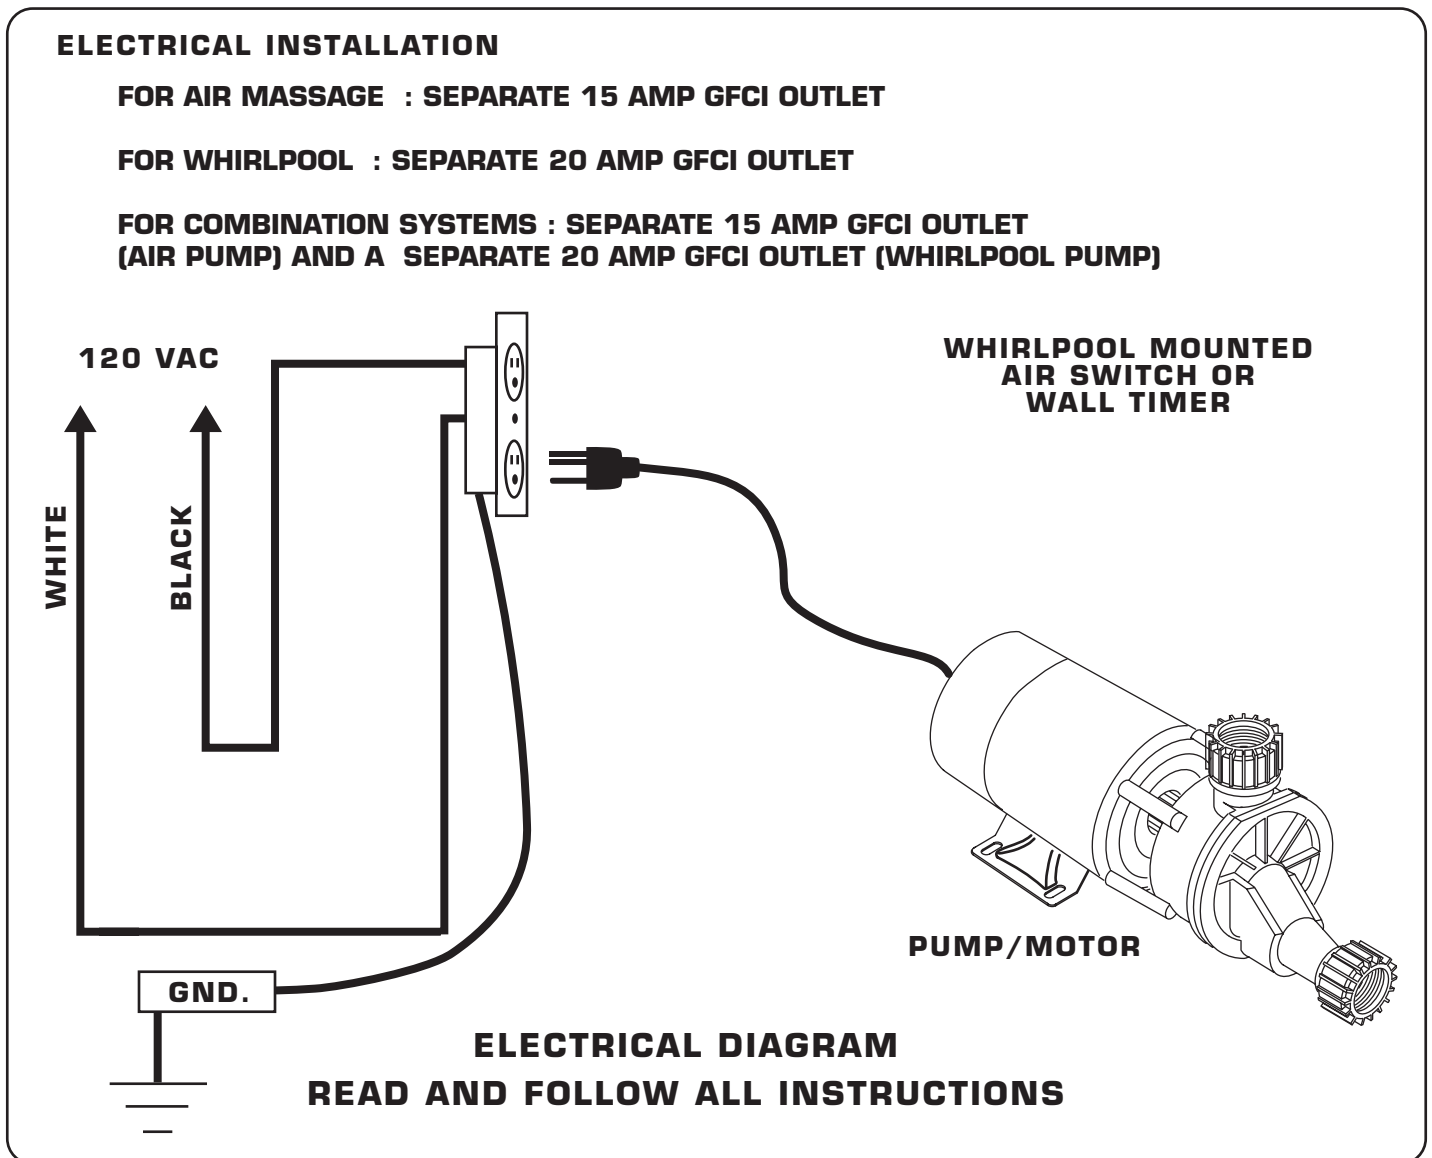 ELECTRICAL INSTALLATION
FOR AIR MASSAGE : SEPARATE 15 AMP GFCI OUTLET
FOR WHIRLPOOL : SEPARATE 20 AMP GFCI OUTLET
FOR COMBINATION SYSTEMS : SEPARATE 15 AMP GFCI OUTLET
(AIR PUMP) AND A SEPARATE 20 AMP GFCI OUTLET (WHIRLPOOL PUMP)
120 VAC
WHIRLPOOL MOUNTED
AIR SWITCH OR
WALL TIMER
WHITE
BLACK
PUMP/MOTOR
GND.
ELECTRICAL DIAGRAM
READ AND FOLLOW ALL INSTRUCTIONS